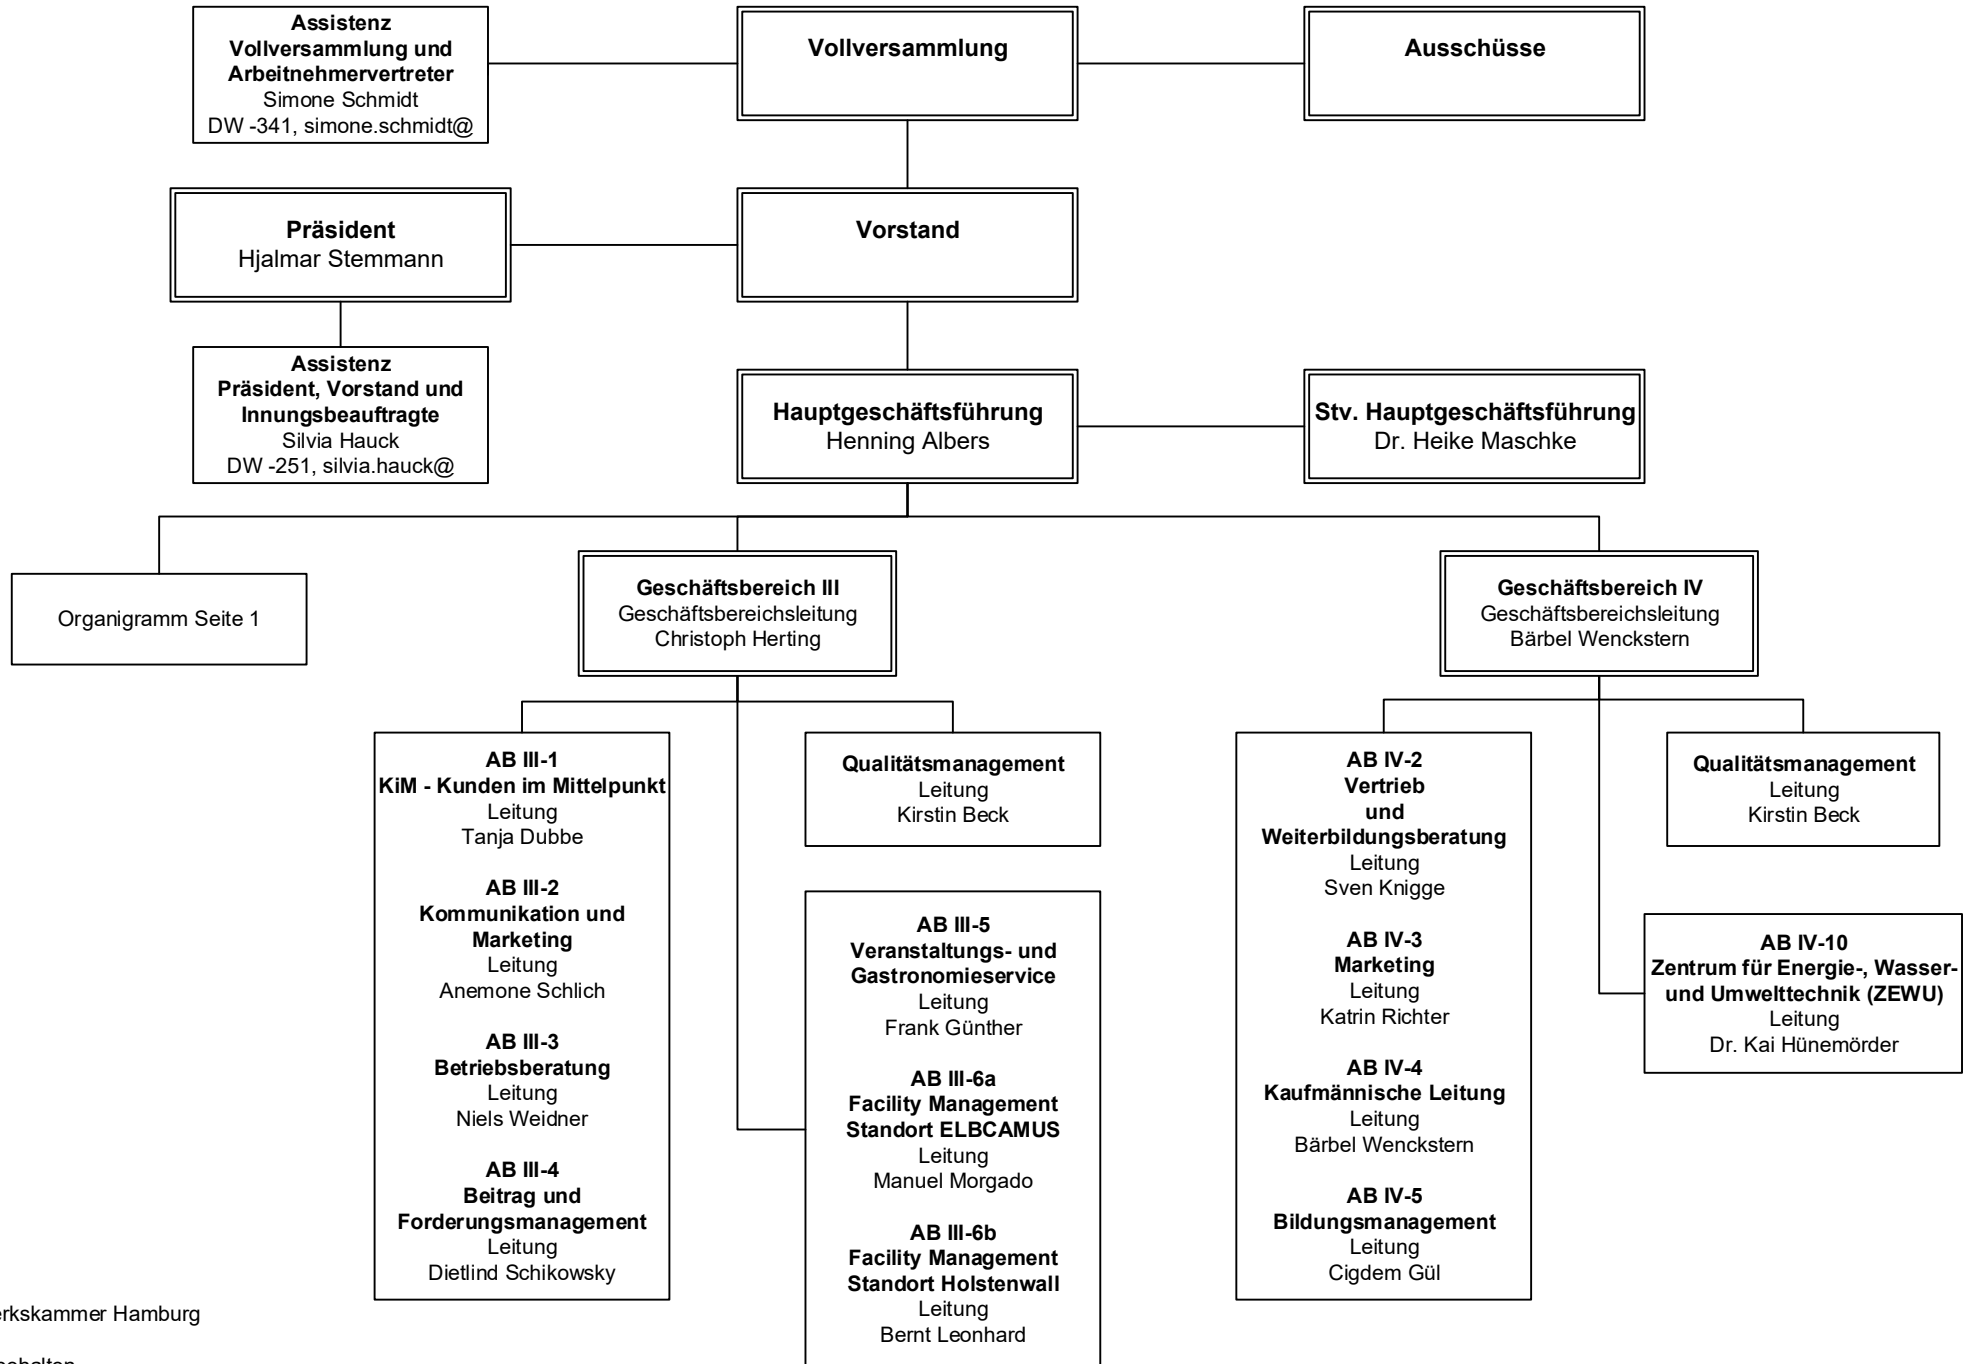 Assistenz
Vollversammlung und
Arbeitnehmervertreter
Simone Schmidt
DW -341, simone.schmidt@
Vollversammlung
Ausschüsse
Präsident
Hjalmar Stemmann
Vorstand
Assistenz
Präsident, Vorstand und
Innungsbeauftragte
Silvia Hauck
DW -251, silvia.hauck@
Hauptgeschäftsführung
Henning Albers
Stv. Hauptgeschäftsführung
Dr. Heike Maschke
Organigramm Seite 1
Geschäftsbereich III
Geschäftsbereichsleitung
Christoph Herting
Geschäftsbereich IV
Geschäftsbereichsleitung
Bärbel Wenckstern
AB III-1
KiM - Kunden im Mittelpunkt
Leitung
Tanja Dubbe
AB III-2
Kommunikation und
Marketing
Leitung
Anemone Schlich
AB III-3
Betriebsberatung
Leitung
Niels Weidner
AB III-4
Beitrag und
Forderungsmanagement
Leitung
Dietlind Schikowsky
Qualitätsmanagement
Leitung
Kirstin Beck
AB III-5
Veranstaltungs- und
Gastronomieservice
Leitung
Frank Günther
AB III-6a
Facility Management
Standort ELBCAMUS
Leitung
Manuel Morgado
AB III-6b
Facility Management
Standort Holstenwall
Leitung
Bernt Leonhard
AB IV-2
Vertrieb
und
Weiterbildungsberatung
Leitung
Sven Knigge
AB IV-3
Marketing
Leitung
Katrin Richter
AB IV-4
Kaufmännische Leitung
Leitung
Bärbel Wenckstern
AB IV-5
Bildungsmanagement
Leitung
Cigdem Gül
Qualitätsmanagement
Leitung
Kirstin Beck
AB IV-10
Zentrum für Energie-, Wasser-
und Umwelttechnik (ZEWU)
Leitung
Dr. Kai Hünemörder
erkskammer Hamburg